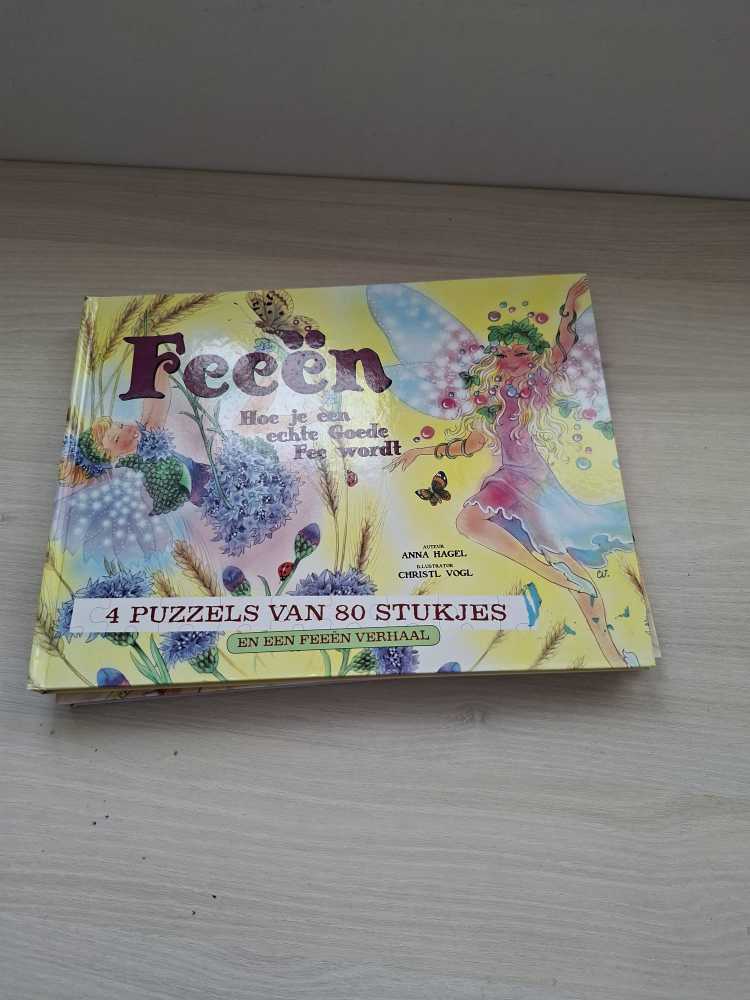 Feeën
Hoe je een
echte Goede
Fee wordt
AUTEUR
ANNA HAGEL
ILLUSTRATOR
CHRISTL VOGL
CV.
4 PUZZELS VAN 80 STUKJES
EN EEN FEEËN VERHAAL